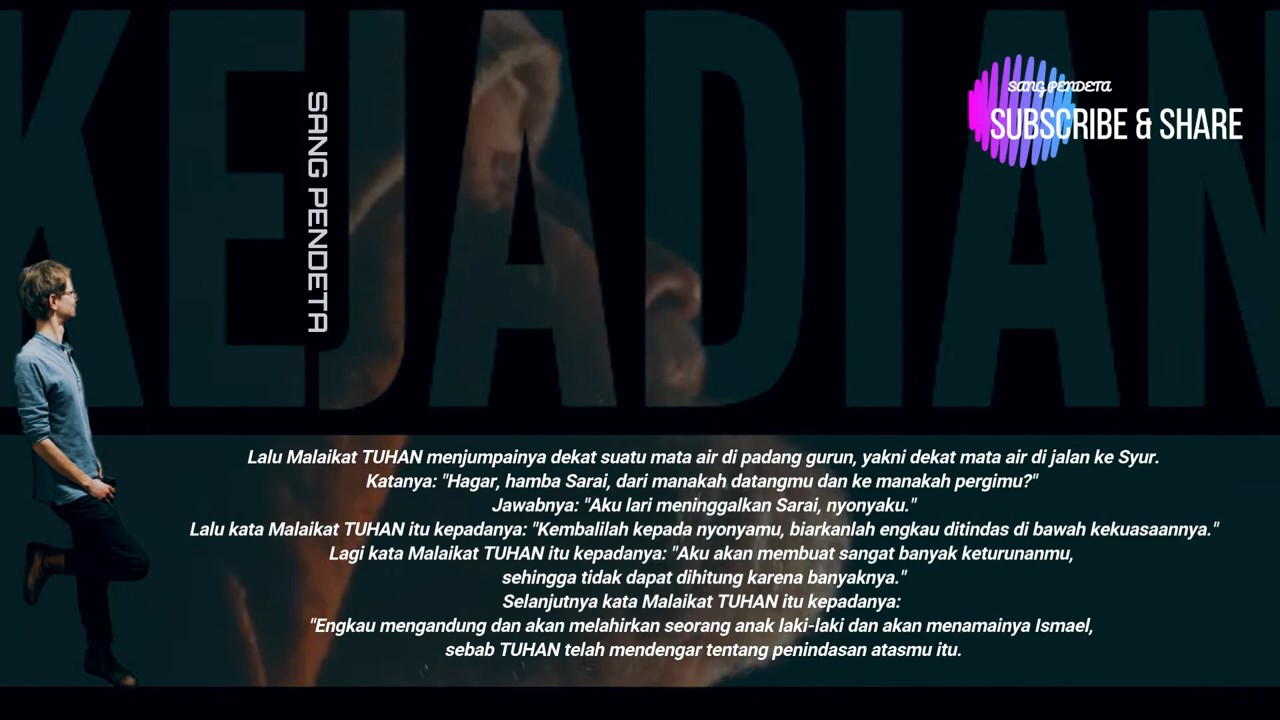 KEJADIAN
SANG PENDETA
SANG PENDETA
SUBSCRIBE & SHARE
Lalu Malaikat TUHAN menjumpainya dekat suatu mata air di padang gurun, yakni dekat mata air di jalan ke Syur.
Katanya: "Hagar, hamba Sarai, dari manakah datangmu dan ke manakah pergimu?"
Jawabnya: "Aku lari meninggalkan Sarai, nyonyaku."
Lalu kata Malaikat TUHAN itu kepadanya: "Kembalilah kepada nyonyamu, biarkanlah engkau ditindas di bawah kekuasaannya."
Lagi kata Malaikat TUHAN itu kepadanya: "Aku akan membuat sangat banyak keturunanmu,
sehingga tidak dapat dihitung karena banyaknya."
Selanjutnya kata Malaikat TUHAN itu kepadanya:
"Engkau mengandung dan akan melahirkan seorang anak laki-laki dan akan menamainya Ismael,
sebab TUHAN telah mendengar tentang penindasan atasmu itu.